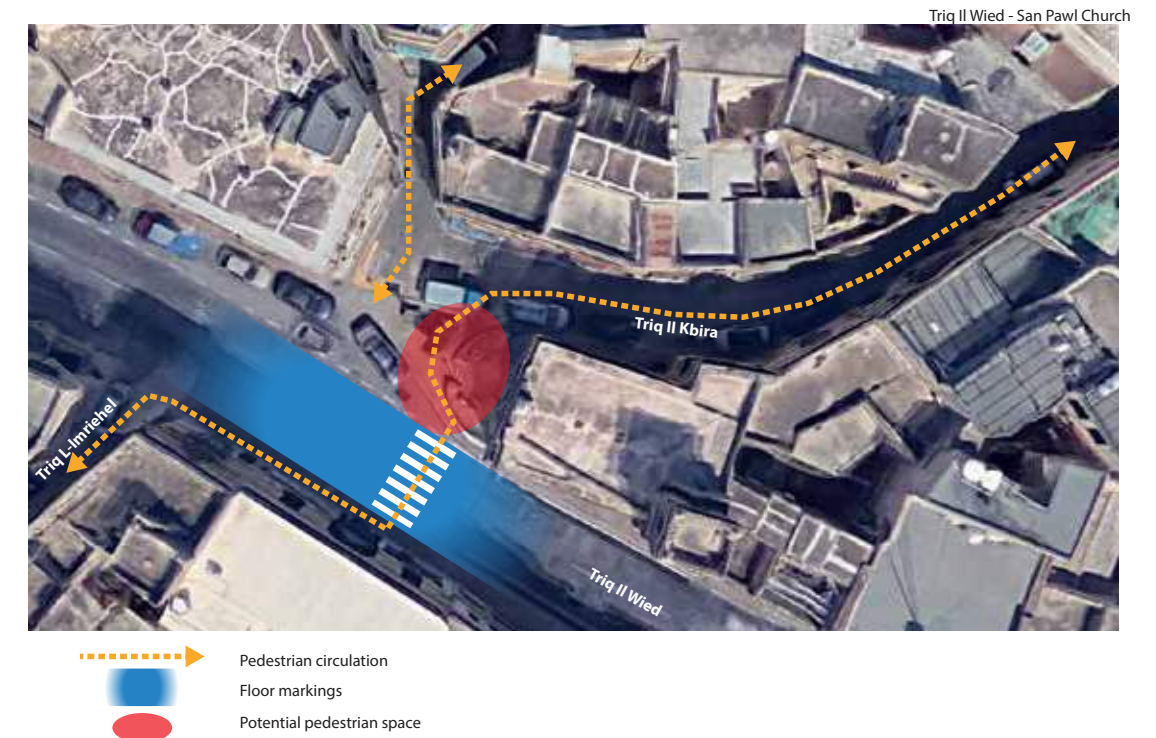 Triq Il Wied - San Pawl Church
Triq II Kbira
Triq L-Imriehel
Triq Il Wied
Pedestrian circulation
Floor markings
Potential pedestrian space